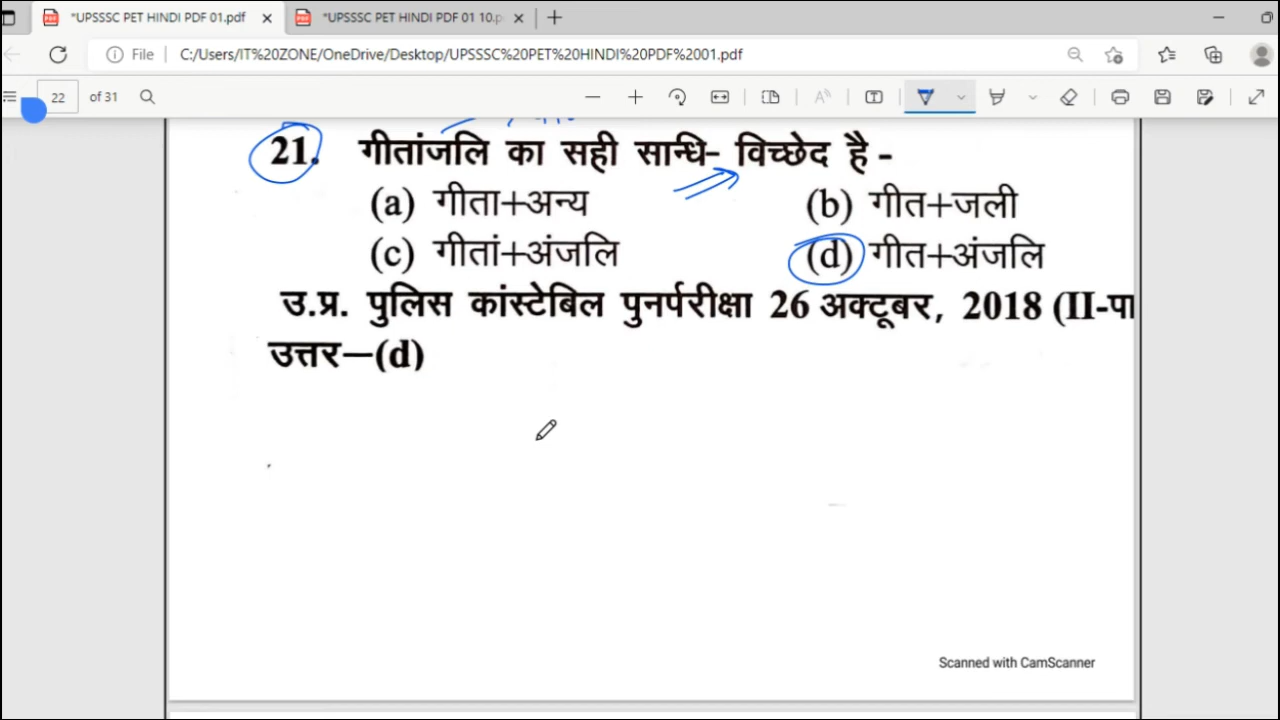 *UPSSSC PET HINDI PDF 01.pdf
*UPSSSC PET HINDI PDF 01 10.p
File
C:/Users/IT%20ZONE/OneDrive/Desktop/UPSSSC%20PET%20HINDI%20PDF%2001.pdf
22 of 31
21. गीतांजलि का सही सान्धि- विच्छेद है -
(a) गीता+अन्य (b) गीत+जली
(c) गीतां+अंजलि (d) गीत+अंजलि
उ.प्र. पुलिस कांस्टेबिल पुनर्परीक्षा 26 अक्टूबर, 2018 (II-पा
उत्तर–(d)
Scanned with CamScanner